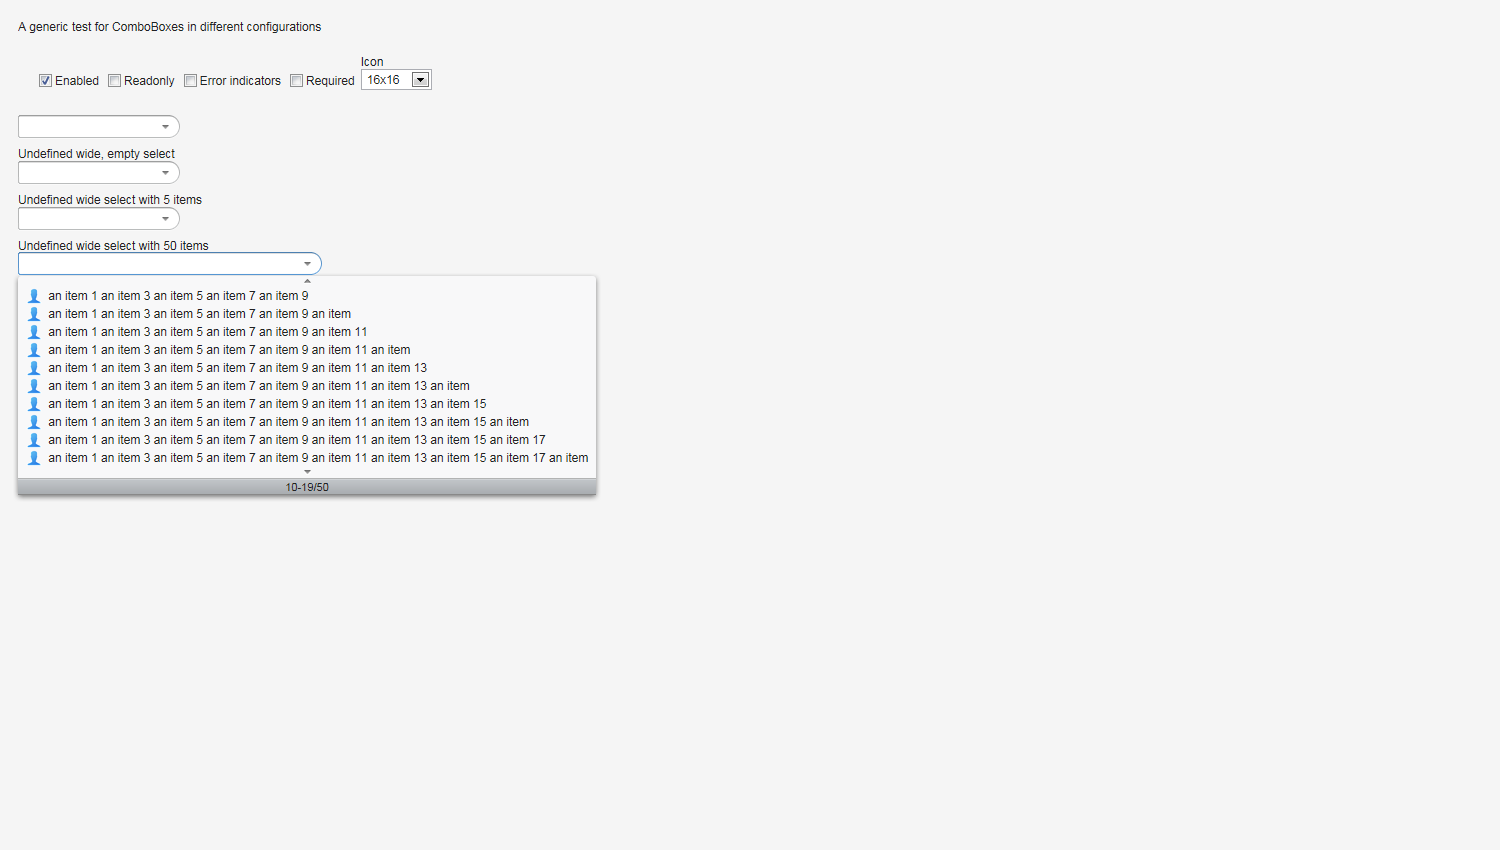 A generic test for ComboBoxes in different configurations
Icon
Enabled Readonly Error indicators Required 16x16
Undefined wide, empty select
Undefined wide select with 5 items
Undefined wide select with 50 items
an item 1 an item 3 an item 5 an item 7 an item 9
an item 1 an item 3 an item 5 an item 7 an item 9 an item
an item 1 an item 3 an item 5 an item 7 an item 9 an item 11
an item 1 an item 3 an item 5 an item 7 an item 9 an item 11 an item
an item 1 an item 3 an item 5 an item 7 an item 9 an item 11 an item 13
an item 1 an item 3 an item 5 an item 7 an item 9 an item 11 an item 13 an item
an item 1 an item 3 an item 5 an item 7 an item 9 an item 11 an item 13 an item 15
an item 1 an item 3 an item 5 an item 7 an item 9 an item 11 an item 13 an item 15 an item
an item 1 an item 3 an item 5 an item 7 an item 9 an item 11 an item 13 an item 15 an item 17
an item 1 an item 3 an item 5 an item 7 an item 9 an item 11 an item 13 an item 15 an item 17 an item
10-19/50